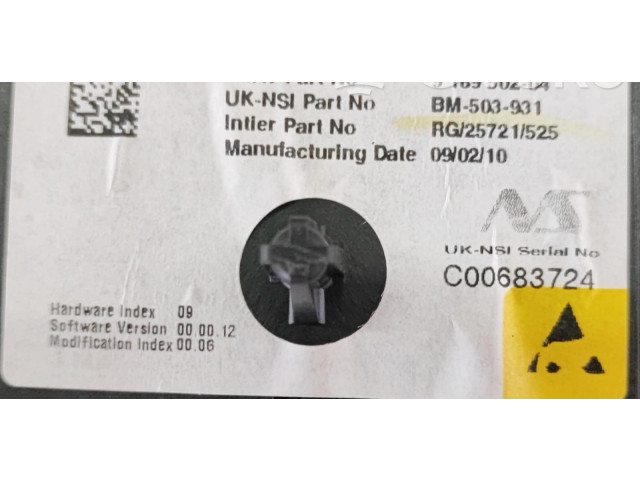 UK-NSI Part No BM-503-931
Intier Part No RG/25721/525
Manufacturing Date 09/02/10
UK-NSI Serial No
C00683724
Hardware Index 09
Software Version 00.00.12
Modification Index 00.06